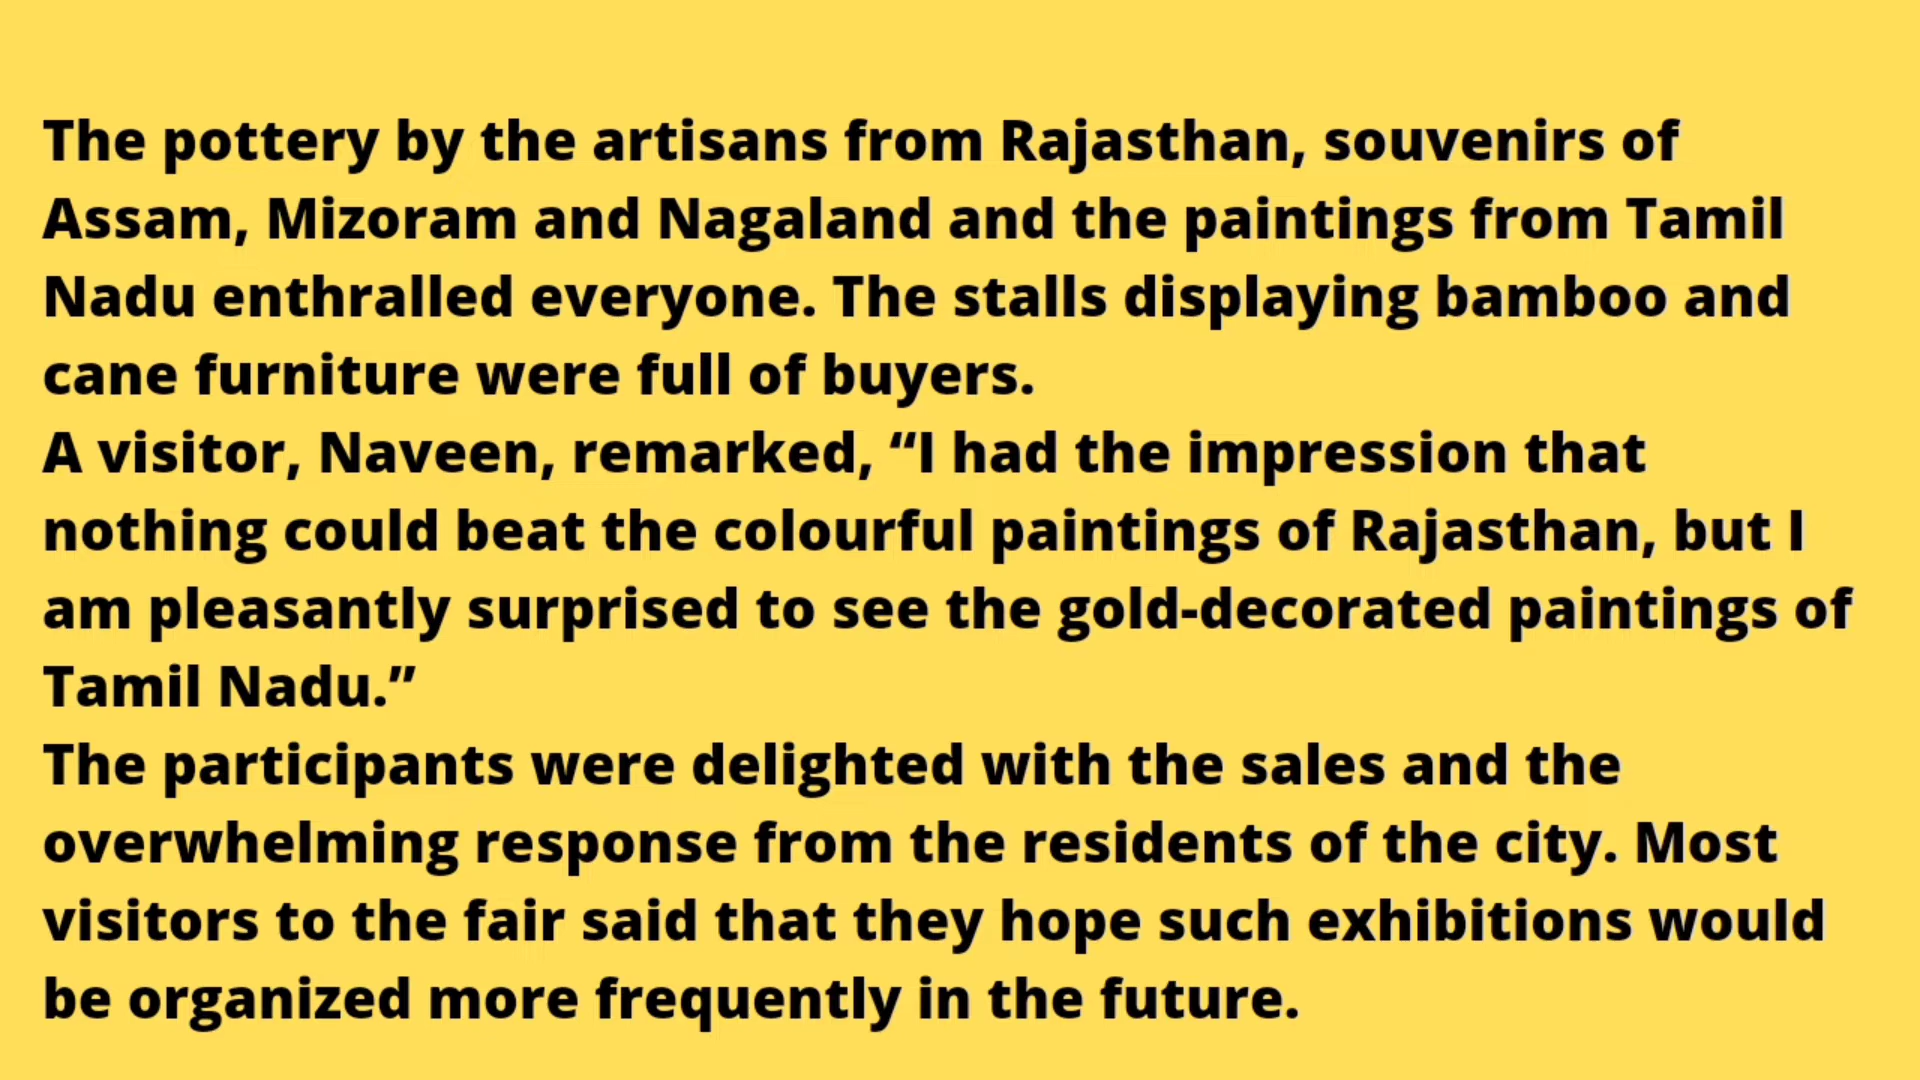 The pottery by the artisans from Rajasthan, souvenirs of
Assam, Mizoram and Nagaland and the paintings from Tamil
Nadu enthralled everyone. The stalls displaying bamboo and
cane furniture were full of buyers.
A visitor, Naveen, remarked, “I had the impression that
nothing could beat the colourful paintings of Rajasthan, but I
am pleasantly surprised to see the gold-decorated paintings of
Tamil Nadu.”
The participants were delighted with the sales and the
overwhelming response from the residents of the city. Most
visitors to the fair said that they hope such exhibitions would
be organized more frequently in the future.